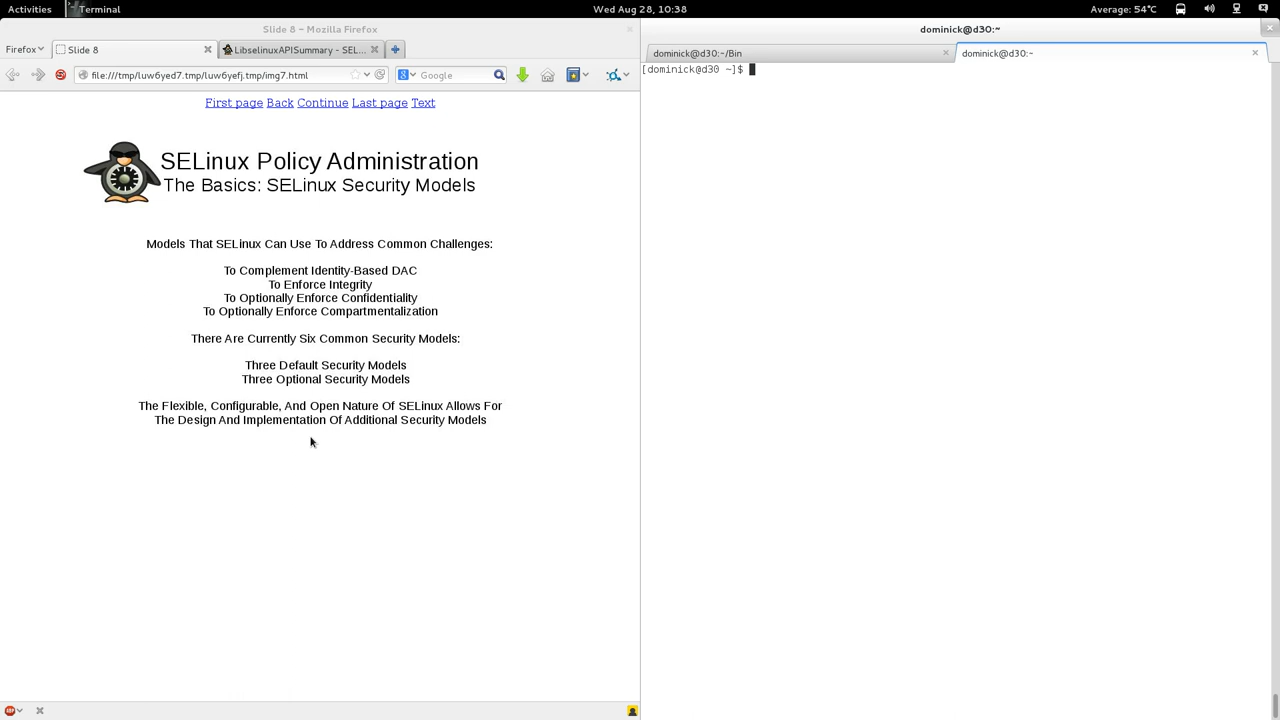 Activities Terminal Wed Aug 28, 10:38 Average: 54°C
Slide 8 - Mozilla Firefox
Firefox Slide 8 LibselinuxAPISummary - SEL...
file:///tmp/luw6yed7.tmp/luw6yefj.tmp/img7.html Google
First page Back Continue Last page Text
SELinux Policy Administration
The Basics: SELinux Security Models
Models That SELinux Can Use To Address Common Challenges:
To Complement Identity-Based DAC
To Enforce Integrity
To Optionally Enforce Confidentiality
To Optionally Enforce Compartmentalization
There Are Currently Six Common Security Models:
Three Default Security Models
Three Optional Security Models
The Flexible, Configurable, And Open Nature Of SELinux Allows For
The Design And Implementation Of Additional Security Models
dominick@d30:~
dominick@d30:~/Bin dominick@d30:~
[dominick@d30 ~]$